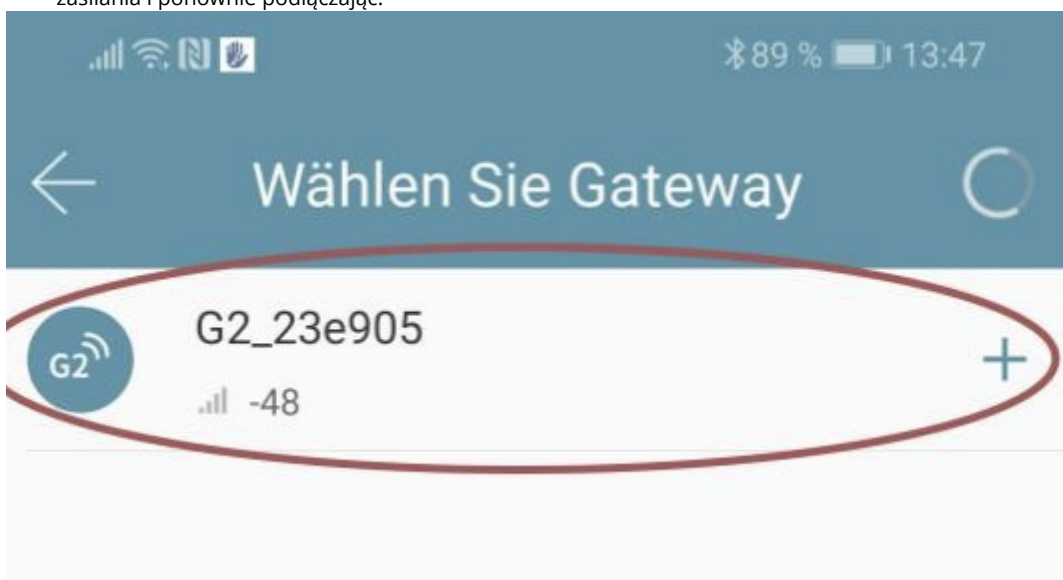 zasilania i ponownie podłączając.
89 % 13:47
Wählen Sie Gateway
G2_23e905
G2
-48